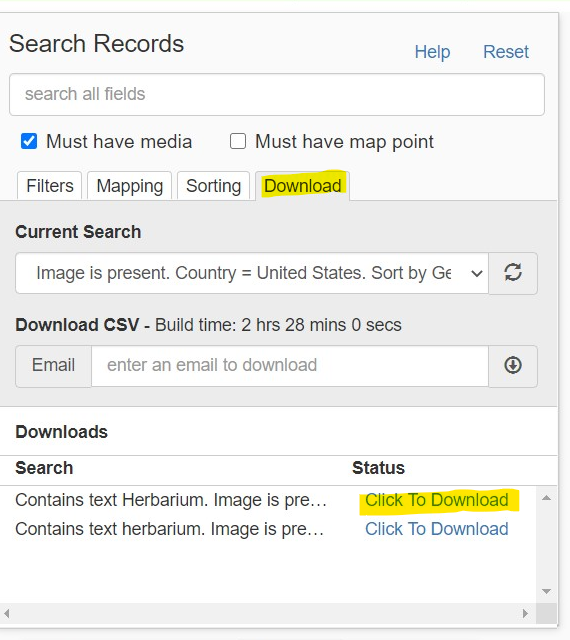 Search Records
Help Reset
search all fields
Must have media Must have map point
Filters Mapping Sorting Download
Current Search
Image is present. Country = United States. Sort by Ge
Download CSV - Build time: 2 hrs 28 mins 0 secs
Email enter an email to download
Downloads
Search Status
Contains text Herbarium. Image is pre… Click To Download
Contains text herbarium. Image is pre… Click To Download